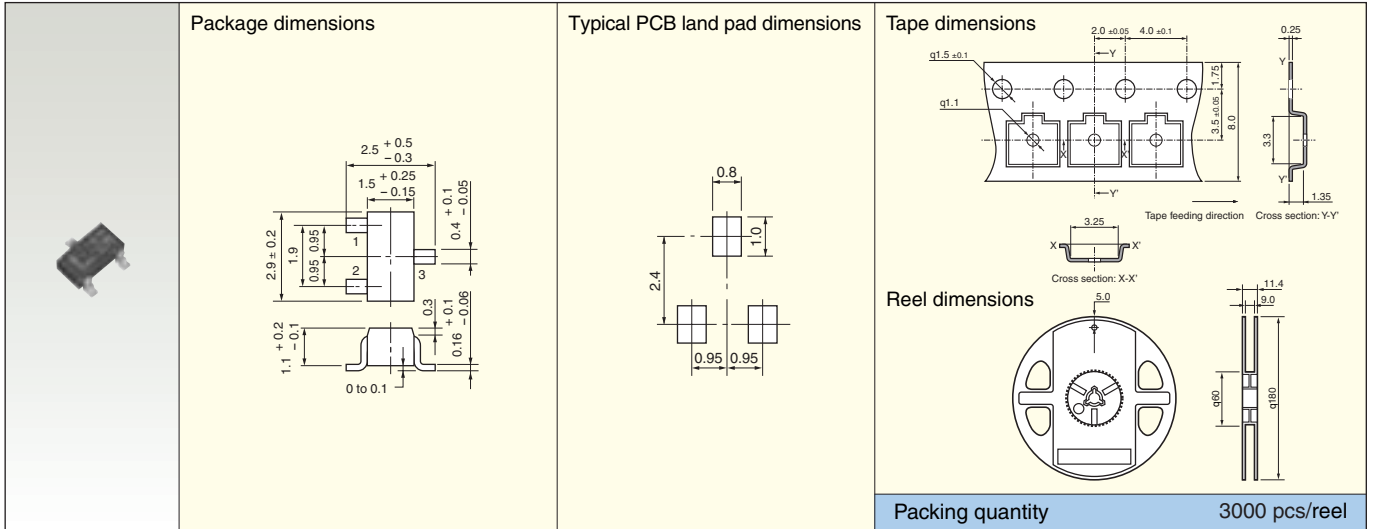 Package dimensions
2.5 + 0.5 − 0.3
1.5 + 0.25 − 0.15
0.4 + 0.1 − 0.05
2.9 ± 0.2
1.9
0.95
0.95
1
2
3
1.1 + 0.2 − 0.1
0.3
0.16 + 0.1 − 0.06
0 to 0.1
Typical PCB land pad dimensions
0.8
1.0
2.4
0.95
0.95
Tape dimensions
2.0 ±0.05
4.0 ±0.1
0.25
q1.5 ±0.1
Y
Y
1.75
q1.1
3.5 ±0.05
8.0
3.3
X
X'
Y'
Y'
1.35
Tape feeding direction
Cross section: Y-Y'
3.25
X
X'
Cross section: X-X'
Reel dimensions
11.4
9.0
5.0
q60
q180
Packing quantity
3000 pcs/reel